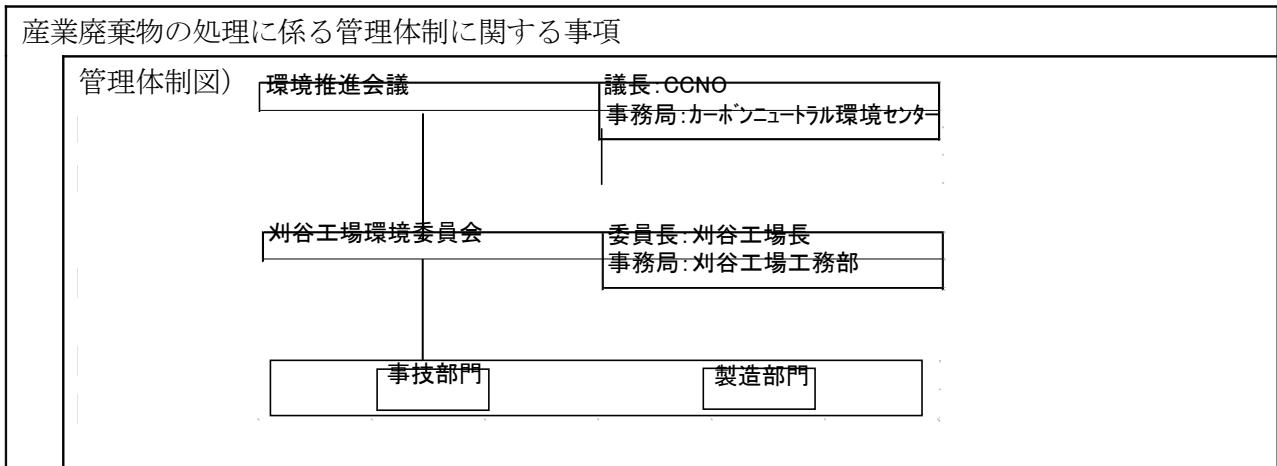 産業廃棄物の処理に係る管理体制に関する事項
管理体制図）
環境推進会議
議長：CCNO
事務局：カーボンニュートラル環境センター
刈谷工場環境委員会
委員長：刈谷工場長
事務局：刈谷工場工務部
事技部門
製造部門